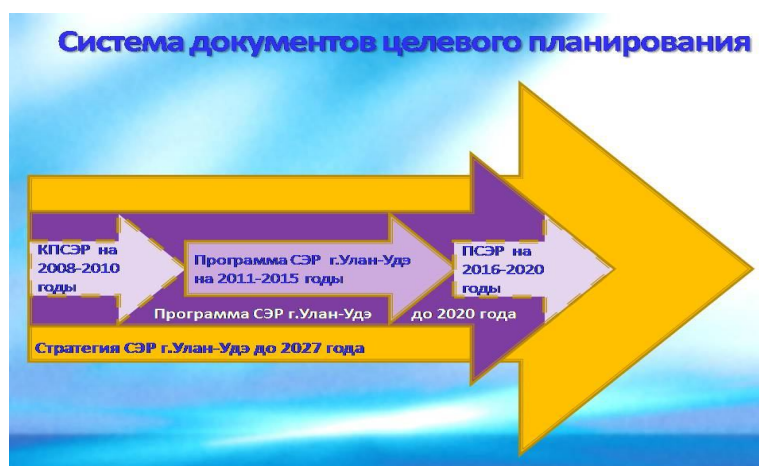 Система документов целевого планирования
КПСЭР на
2008-2010
годы
Программа СЭР г.Улан-Удэ
на 2011-2015 годы
ПСЭР на
2016-2020
годы
Программа СЭР г.Улан-Удэ до 2020 года
Стратегия СЭР г.Улан-Удэ до 2027 года